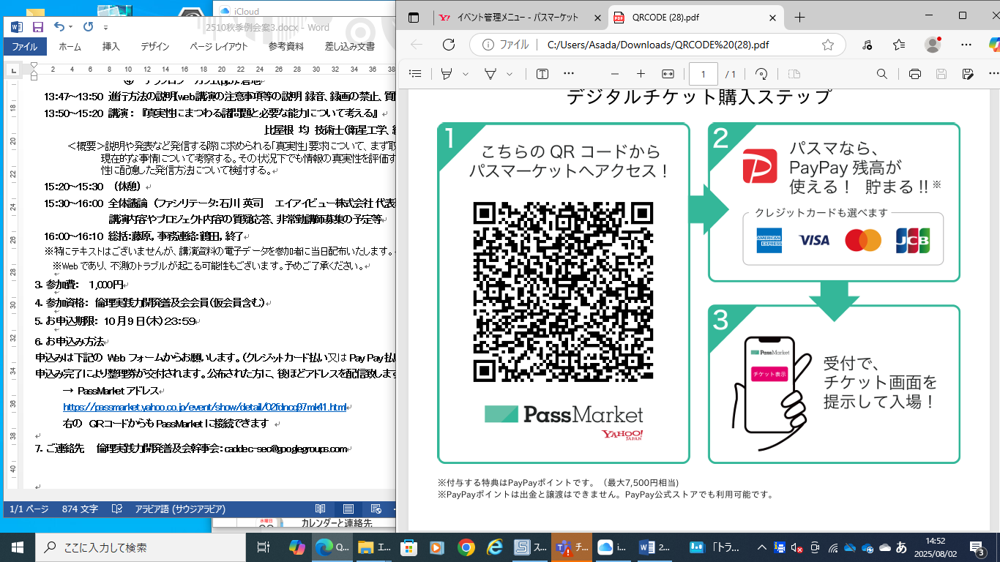 iCloud
2510秋季例会案3.docx - Word
ファイル ホーム 挿入 デザイン ページ レイアウト 参考資料 差し込み文書
2 4 6 8 10 12 14 16 18 20 22 24 26 28 30 32 34 36 38
13:47～13:50 進行方法の説明(web講演の注意事項等の説明 録音、録画の禁止、質
13:50～15:20 講演：『真実性にまつわる諸問題と必要な能力について考える』
比屋根 均 技術士（衛星工学、
＜概要＞説明や発表など発信する際に求められる「真実性」要求について、まず取
現在的な事情について考察する。その状況下でも情報の真実性を評価す
性に配慮した発信方法について検討する。
15:20～15:30 （休憩）
15:30～16:00 全体議論（ファシリテータ:石川 英司 エイアイビュー株式会社 代表
講演内容やプロジェクト内容の質疑応答、非常勤講師募集の予定等
16:00～16:10 総括:藤原，事務連絡:鶴田，終了
※特にテキストはございませんが、講演資料の電子データを参加者に当日配布いたします。
※Web であり、不測のトラブルが起こる可能性もございます。予めご了承ください。
3. 参加費： 1,000円
4. 参加資格： 倫理実践力開発普及会会員（仮会員含む）
5. お申込期限： 10 月 9 日（木）23:59
6. お申込み方法
申込みは下記の Web フォームからお願いします。（クレジットカード払い又は Pay Pay払
申込み完了により整理券が交付されます。公布された方に、後ほどアドレスを配信致しま
→ PassMarket アドレス
https://passmarket.yahoo.co.jp/event/show/detail/02fdncq97mk41.html
右の QRコードからも PassMarket に接続できます
7. ご連絡先 倫理実践力開発普及会幹事会：caddec-sec@googlegroups.com
18
20
22
24
26
28
30
32
34
36
38
40
1/1 ページ 874 文字 アラビア語 (サウジアラビア)
水曜日
カレンダーと連絡先
イベント管理メニュー - パスマーケット
PDF QRCODE (28).pdf
ファイル C:/Users/Asada/Downloads/QRCODE%20(28).pdf
1 / 1
デジタルチケット購入ステップ
1
こちらの QR コードから
パスマーケットへアクセス！
PassMarket
YAHOO!
JAPAN
2
パスマなら、
PayPay 残高が
使える！ 貯まる !! ※
クレジットカードも選べます
AMERICAN EXPRESS VISA JCB
3
PassMarket
チケット表示
受付で、
チケット画面を
提示して入場！
※付与する特典はPayPayポイントです。（最大7,500円相当)
※PayPayポイントは出金と譲渡はできません。PayPay公式ストアでも利用可能です。
ここに入力して検索
Q... エ... ス... チ... i... 2... 「トラ...
あ
14:52
2025/08/02
3